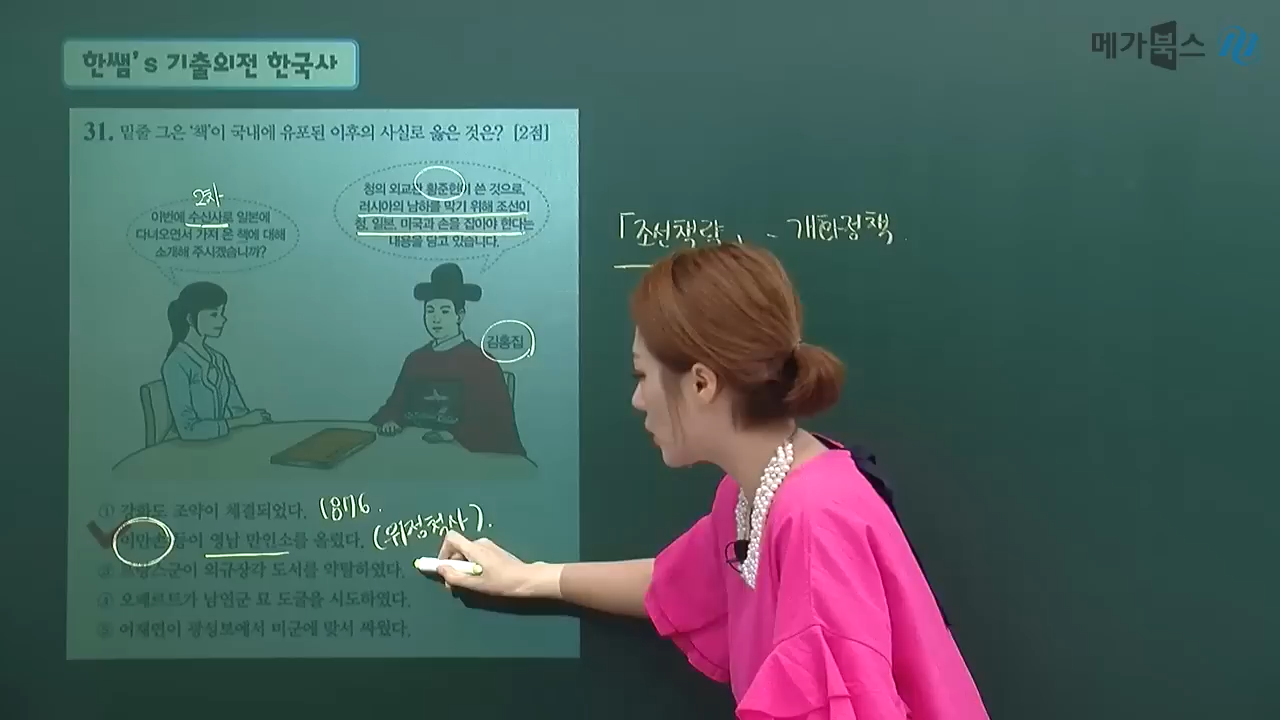 한쌤's 기출외전 한국사
메가북스
31. 밑줄 그은 '책'이 국내에 유포된 이후의 사실로 옳은 것은? [2점]
2차
이번에 수신사로 일본에
다녀오면서 가져 온 책에 대해
소개해 주시겠습니까?
청의 외교관 황준헌이 쓴 것으로,
러시아의 남하를 막기 위해 조선이
청, 일본, 미국과 손을 잡아야 한다는
내용을 담고 있습니다.
김홍집
「조선책략」 - 개화정책
① 강화도 조약이 체결되었다. 1876.
② 이만손 등이 영남 만인소를 올렸다. (위정척사).
③ 프랑스군이 외규장각 도서를 약탈하였다.
④ 오페르트가 남연군 묘 도굴을 시도하였다.
⑤ 어재연이 광성보에서 미군에 맞서 싸웠다.